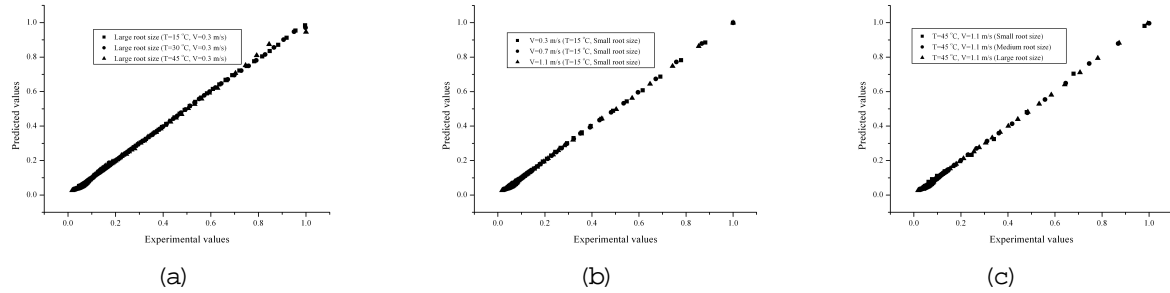 1.0
0.8
0.6
0.4
0.2
0.0
Predicted values
Large root size (T=15 °C, V=0.3 m/s)
Large root size (T=30 °C, V=0.3 m/s)
Large root size (T=45 °C, V=0.3 m/s)
0.0 0.2 0.4 0.6 0.8 1.0
Experimental values
(a)
1.0
0.8
0.6
0.4
0.2
0.0
Predicted values
V=0.3 m/s (T=15 °C, Small root size)
V=0.7 m/s (T=15 °C, Small root size)
V=1.1 m/s (T=15 °C, Small root size)
0.0 0.2 0.4 0.6 0.8 1.0
Experimental values
(b)
1.0
0.8
0.6
0.4
0.2
0.0
Predicted values
T=45 °C, V=1.1 m/s (Small root size)
T=45 °C, V=1.1 m/s (Medium root size)
T=45 °C, V=1.1 m/s (Large root size)
0.0 0.2 0.4 0.6 0.8 1.0
Experimental values
(c)